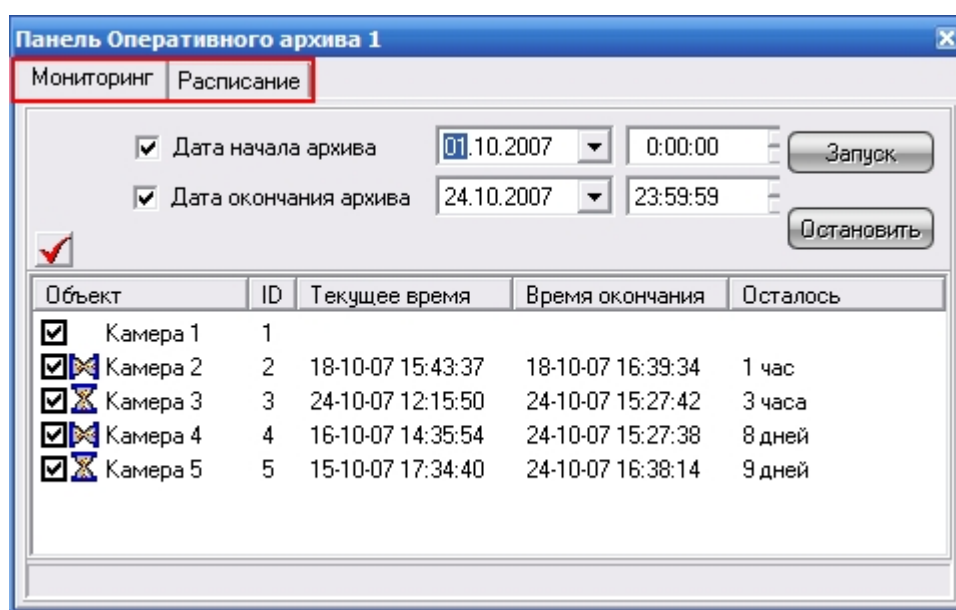 Панель Оперативного архива 1
Мониторинг Расписание
Дата начала архива 01.10.2007 0:00:00 Запуск
Дата окончания архива 24.10.2007 23:59:59
Остановить
Объект ID Текущее время Время окончания Осталось
Камера 1 1
Камера 2 2 18-10-07 15:43:37 18-10-07 16:39:34 1 час
Камера 3 3 24-10-07 12:15:50 24-10-07 15:27:42 3 часа
Камера 4 4 16-10-07 14:35:54 24-10-07 15:27:38 8 дней
Камера 5 5 15-10-07 17:34:40 24-10-07 16:38:14 9 дней